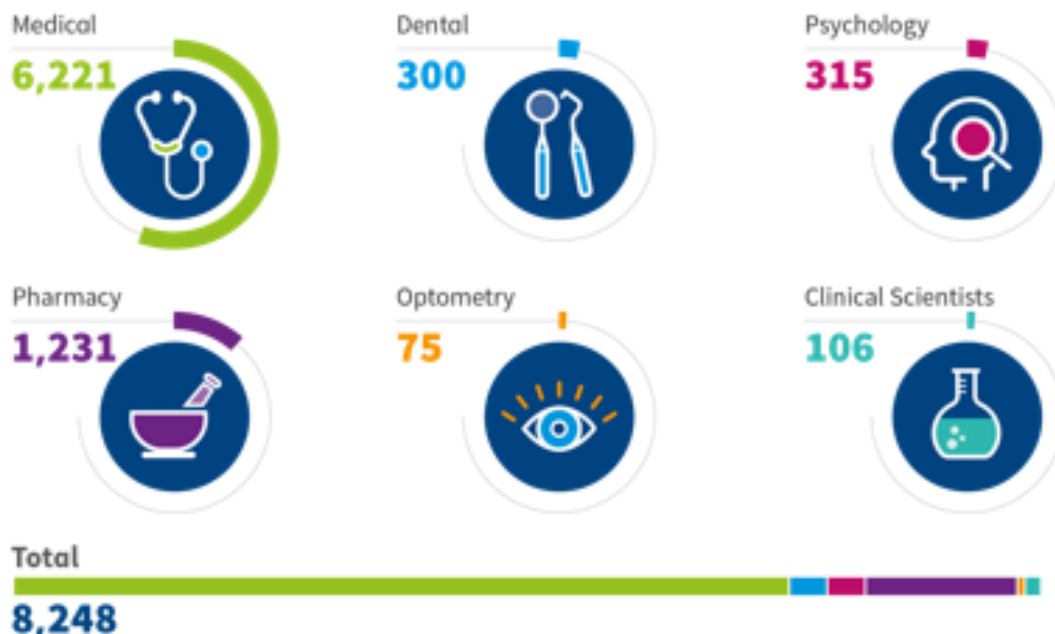 Medical
6,221
Dental
300
Psychology
315
Pharmacy
1,231
Optometry
75
Clinical Scientists
106
Total
8,248